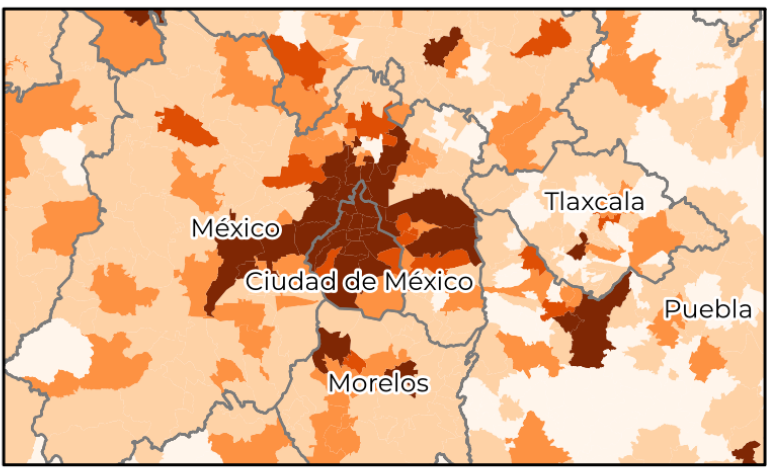 Tlaxcala
México
Ciudad de México
Puebla
Morelos